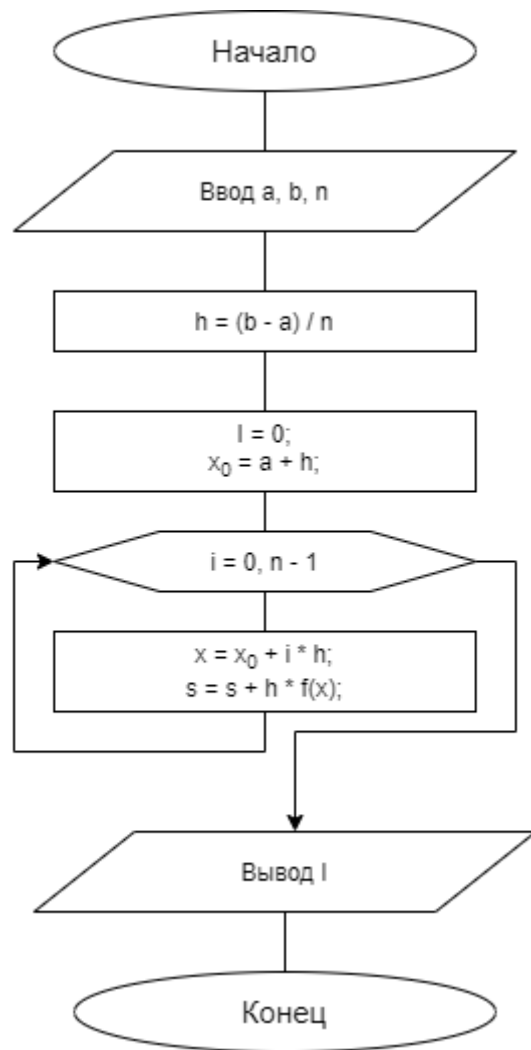 Начало
Ввод a, b, n
h = (b - a) / n
I = 0;
x₀ = a + h;
i = 0, n - 1
x = x₀ + i * h;
s = s + h * f(x);
Вывод I
Конец